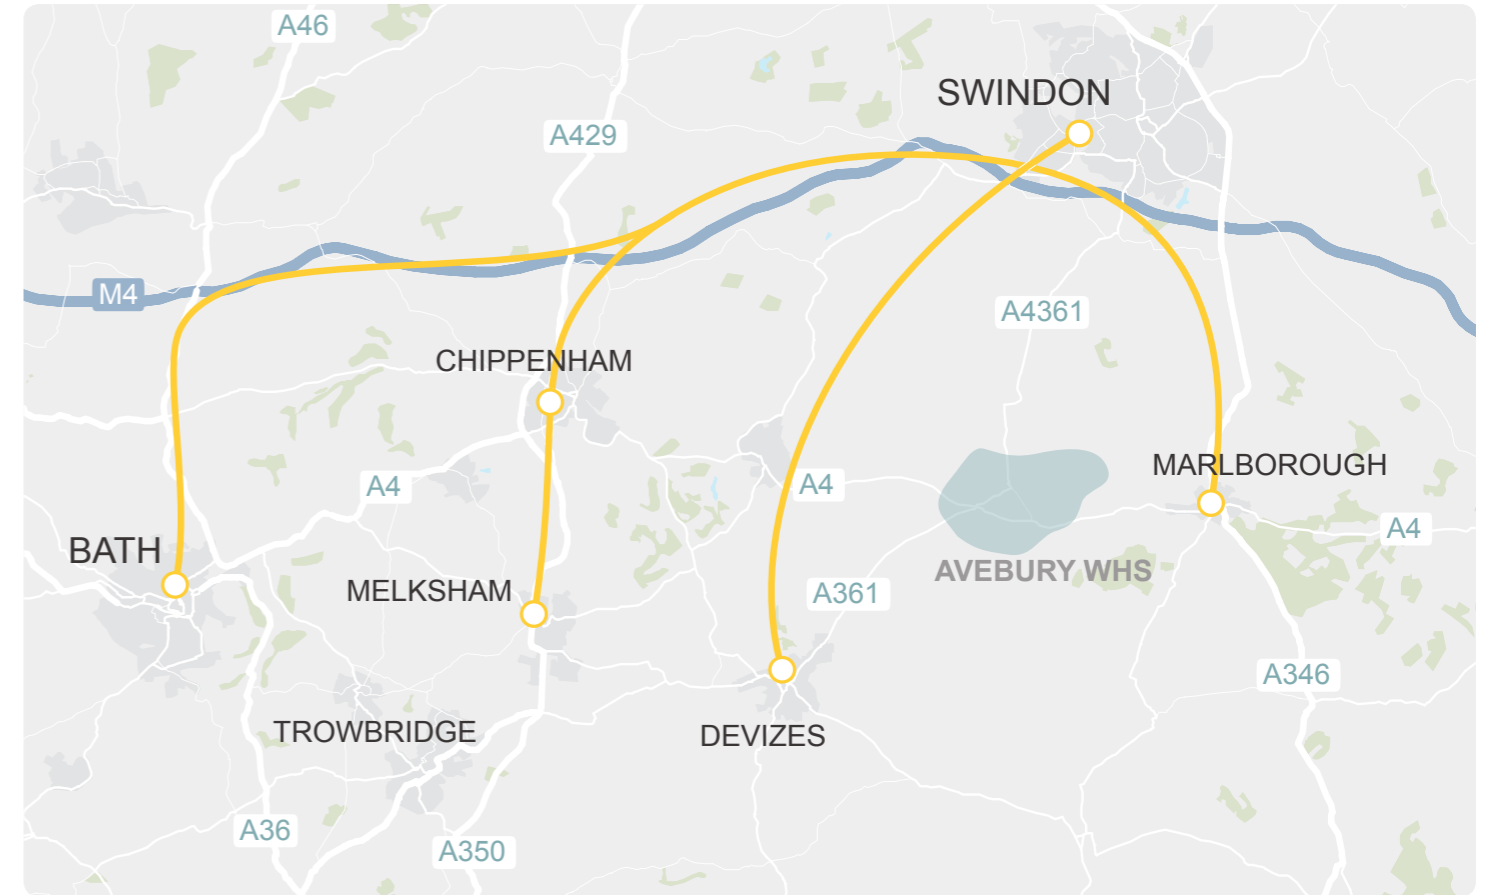 A46
SWINDON
A429
M4
A4361
CHIPPENHAM
MARLBOROUGH
A4
A4
A4
BATH
AVEBURY WHS
MELKSHAM
A361
A346
TROWBRIDGE
DEVIZES
A36
A350